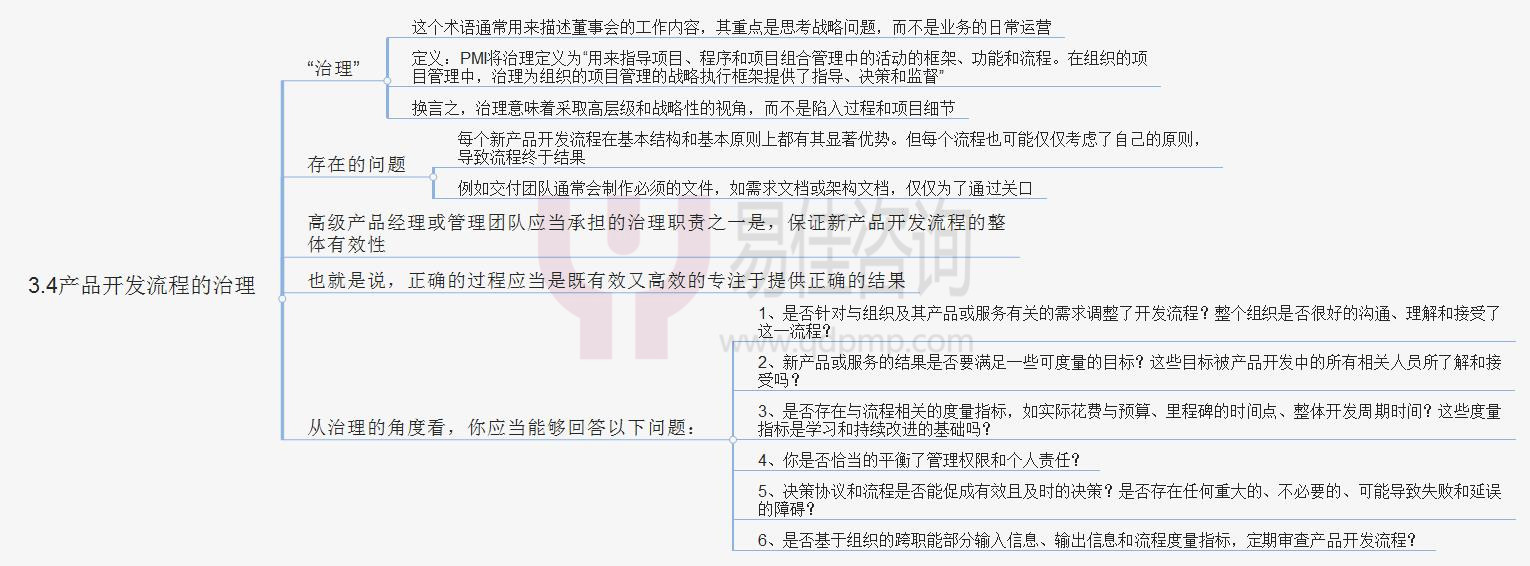 这个术语通常用来描述董事会的工作内容，其重点是思考战略问题，而不是业务的日常运营
“治理”
定义：PMI将治理定义为“用来指导项目、程序和项目组合管理中的活动的框架、功能和流程。在组织的项
目管理中，治理为组织的项目管理的战略执行框架提供了指导、决策和监督”
换言之，治理意味着采取高层级和战略性的视角，而不是陷入过程和项目细节
存在的问题
每个新产品开发流程在基本结构和基本原则上都有其显著优势。但每个流程也可能仅仅考虑了自己的原则，
导致流程终于结果
例如交付团队通常会制作必须的文件，如需求文档或架构文档，仅仅为了通过关口
高级产品经理或管理团队应当承担的治理职责之一是，保证新产品开发流程的整
体有效性
3.4产品开发流程的治理
也就是说，正确的过程应当是既有效又高效的专注于提供正确的结果
从治理的角度看，你应当能够回答以下问题：
1、是否针对与组织及其产品或服务有关的需求调整了开发流程？整个组织是否很好的沟通、理解和接受了
这一流程？
2、新产品或服务的结果是否要满足一些可度量的目标？这些目标被产品开发中的所有相关人员所了解和接
受吗？
3、是否存在与流程相关的度量指标，如实际花费与预算、里程碑的时间点、整体开发周期时间？这些度量
指标是学习和持续改进的基础吗？
4、你是否恰当的平衡了管理权限和个人责任？
5、决策协议和流程是否能促成有效且及时的决策？是否存在任何重大的、不必要的、可能导致失败和延误
的障碍？
6、是否基于组织的跨职能部分输入信息、输出信息和流程度量指标，定期审查产品开发流程？
易佳咨询
www.gdpmp.com